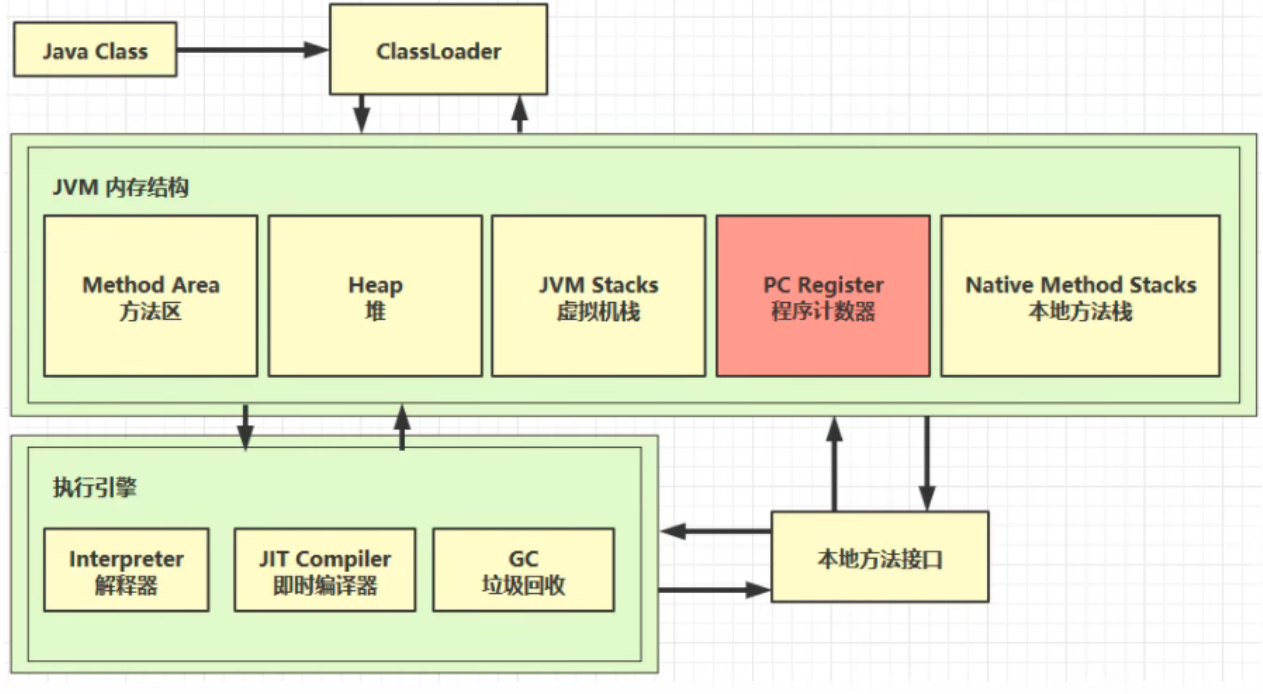 Java Class
ClassLoader
JVM 内存结构
Method Area
方法区
Heap
堆
JVM Stacks
虚拟机栈
PC Register
程序计数器
Native Method Stacks
本地方法栈
执行引擎
Interpreter
解释器
JIT Compiler
即时编译器
GC
垃圾回收
本地方法接口